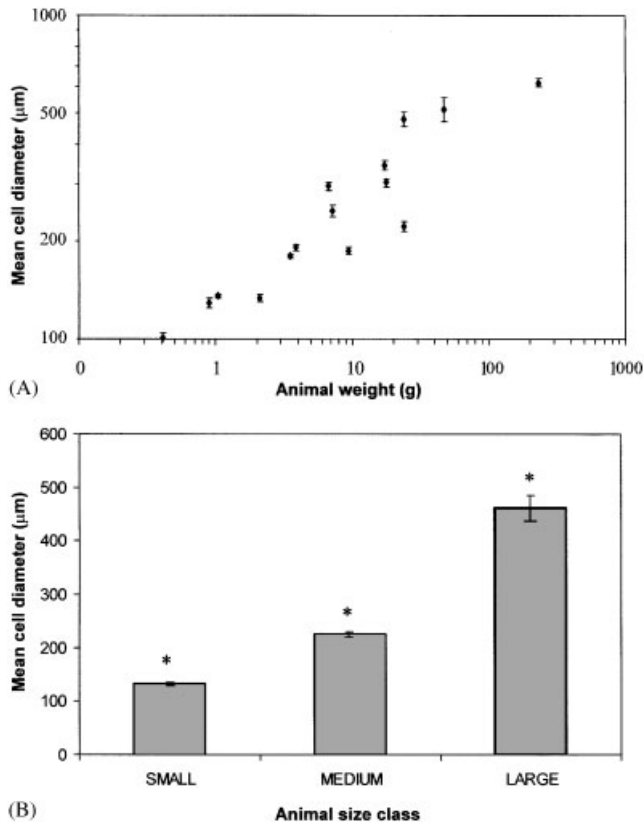 1000
500
200
100
Mean cell diameter (μm)
0 1 10 100 1000
Animal weight (g)
(A)
600
500
400
300
200
100
0
Mean cell diameter (μm)
* * *
SMALL MEDIUM LARGE
Animal size class
(B)